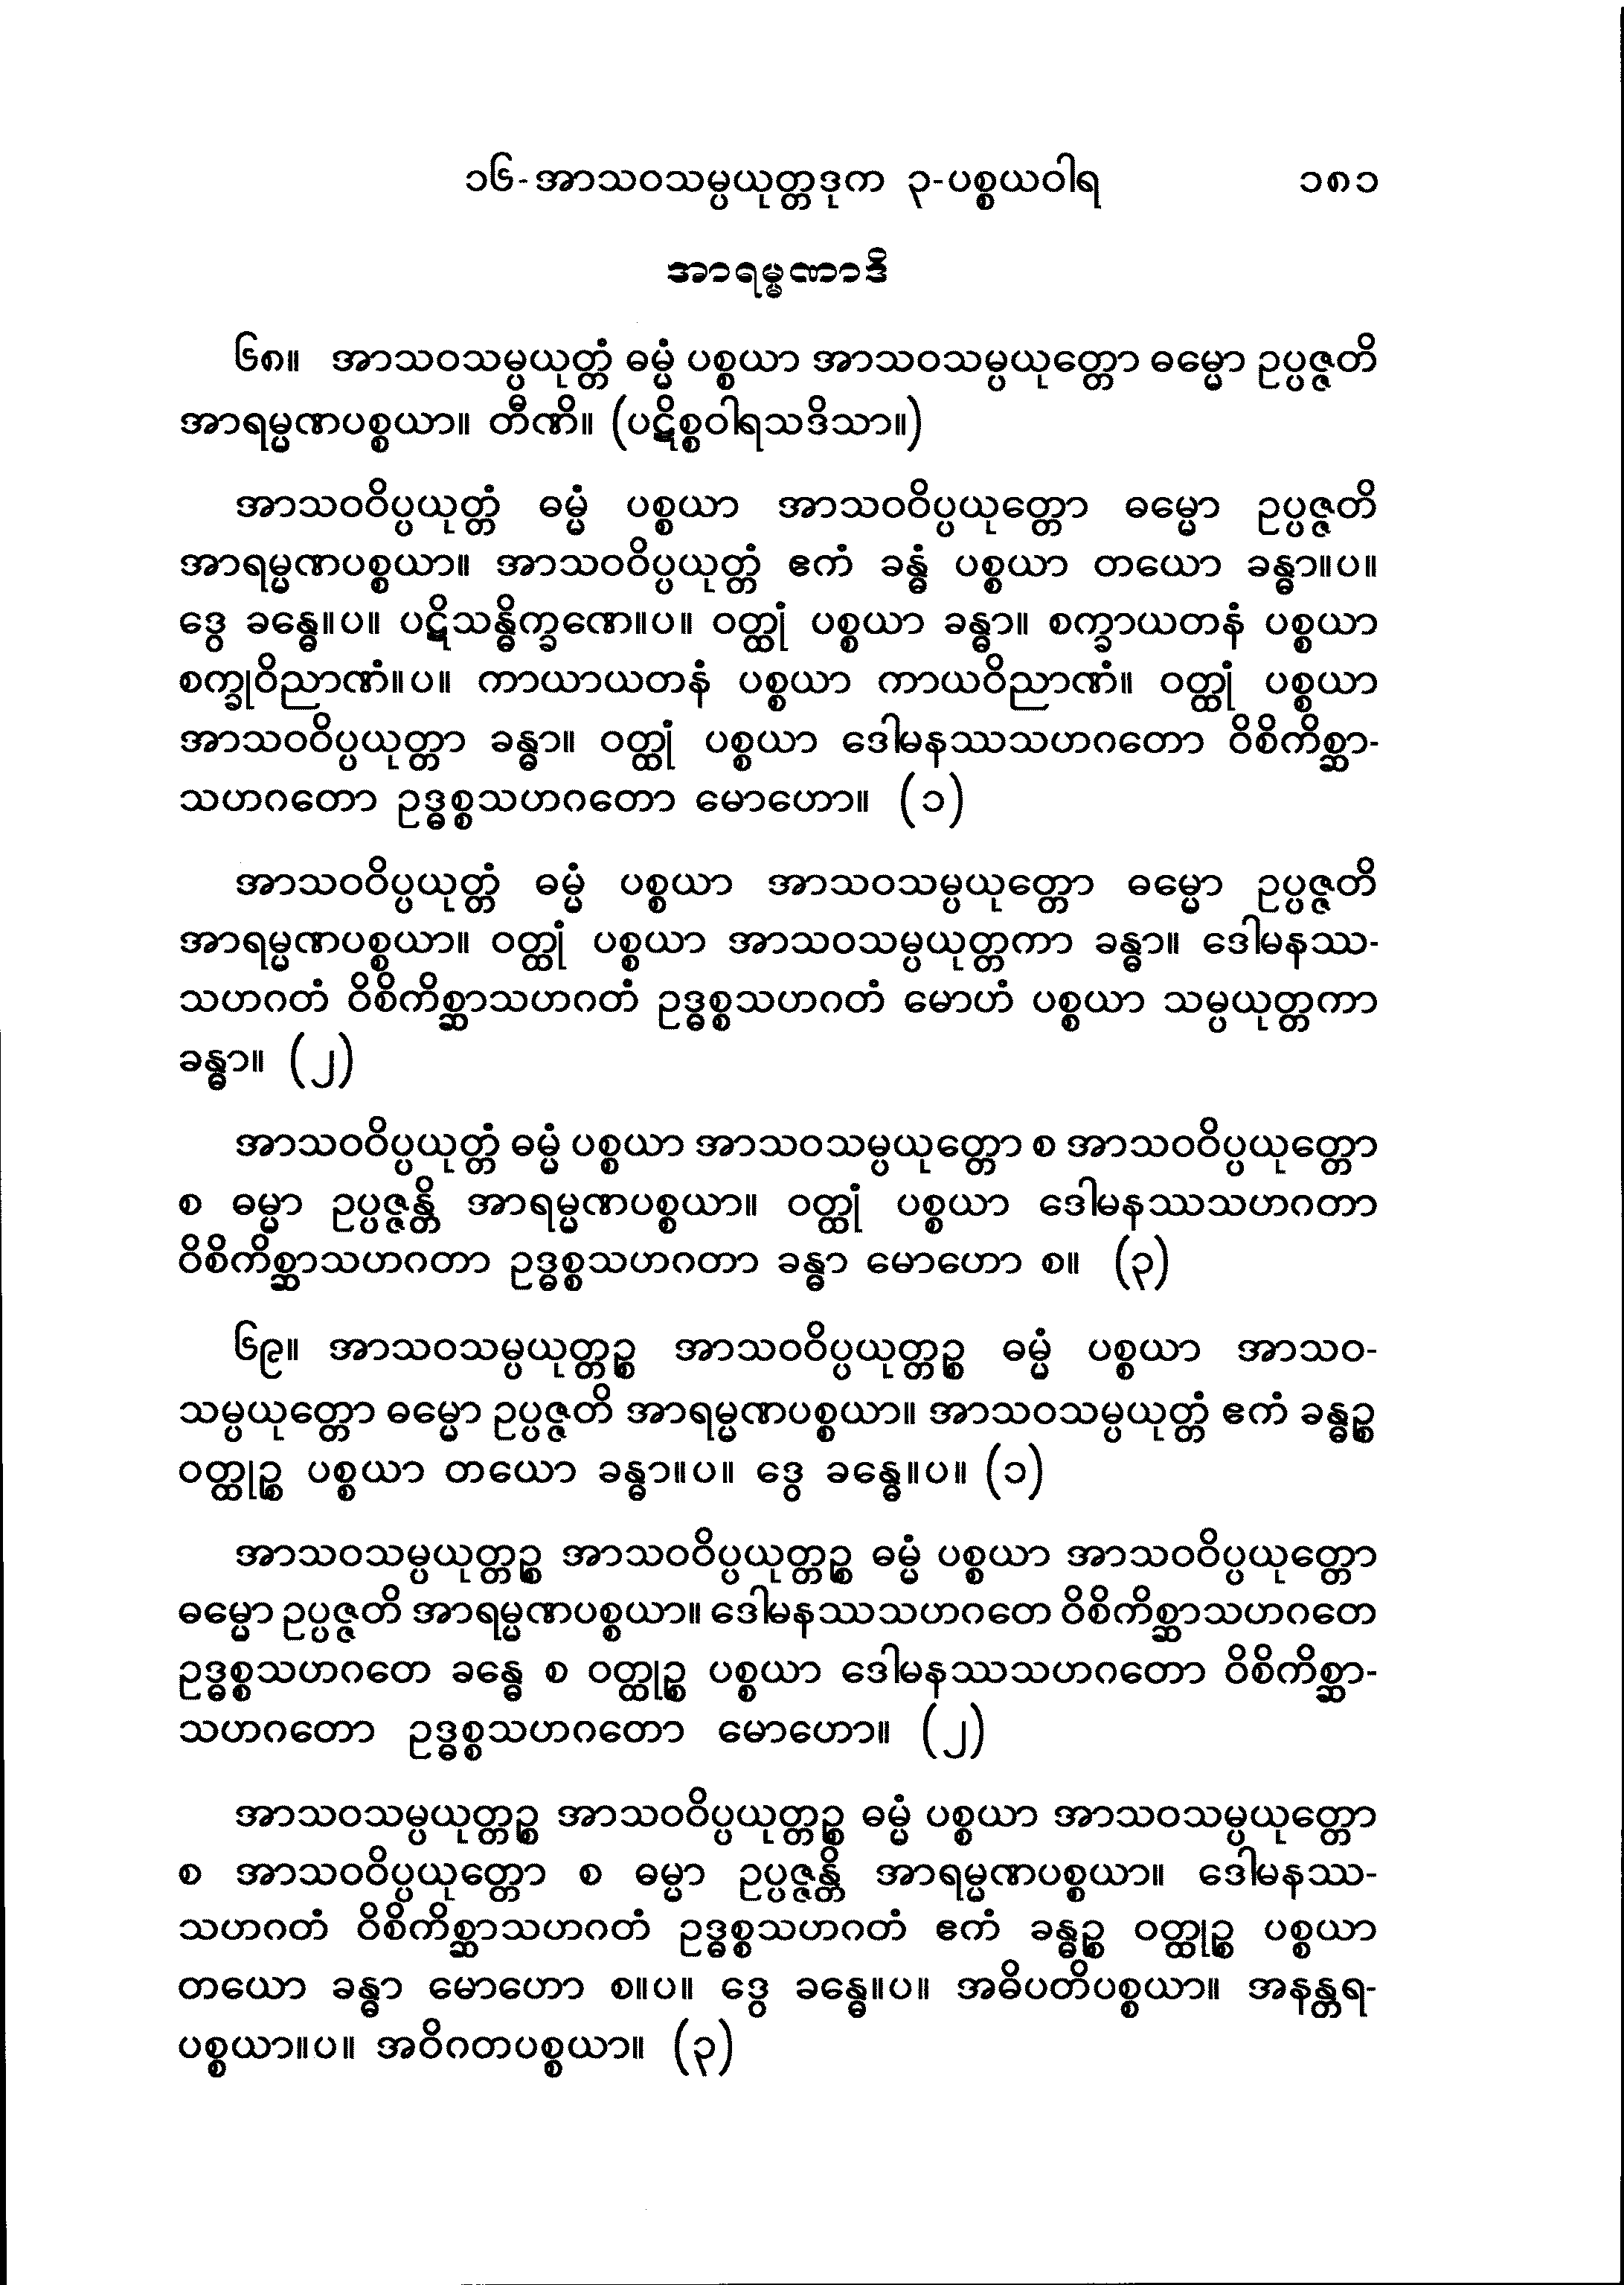 ၁၆-အာသဝသမ္ပယုတ္တဒုက ၃-ပစ္စယဝါရ ၁၈၁
အာရမ္မဏာဒိ
၆၈။ အာသဝသမ္ပယုတ္တံ ဓမ္မံ ပစ္စယာ အာသဝသမ္ပယုတ္တော ဓမ္မော ဥပ္ပဇ္ဇတိ
အာရမ္မဏပစ္စယာ။ တီဏိ။ (ပဋိစ္စဝါရသဒိသာ။)
အာသဝဝိပ္ပယုတ္တံ ဓမ္မံ ပစ္စယာ အာသဝဝိပ္ပယုတ္တော ဓမ္မော ဥပ္ပဇ္ဇတိ
အာရမ္မဏပစ္စယာ။ အာသဝဝိပ္ပယုတ္တံ ဧကံ ခန္ဓံ ပစ္စယာ တယော ခန္ဓာ။ပ။
ဒွေ ခန္ဓေ။ပ။ ပဋိသန္ဓိက္ခဏေ။ပ။ ဝတ္ထုံ ပစ္စယာ ခန္ဓာ။ စက္ခာယတနံ ပစ္စယာ
စက္ခုဝိညာဏံ။ပ။ ကာယာယတနံ ပစ္စယာ ကာယဝိညာဏံ။ ဝတ္ထုံ ပစ္စယာ
အာသဝဝိပ္ပယုတ္တာ ခန္ဓာ။ ဝတ္ထုံ ပစ္စယာ ဒေါမနဿသဟဂတော ဝိစိကိစ္ဆာ-
သဟဂတော ဥဒ္ဓစ္စသဟဂတော မောဟော။ (၁)
အာသဝဝိပ္ပယုတ္တံ ဓမ္မံ ပစ္စယာ အာသဝသမ္ပယုတ္တော ဓမ္မော ဥပ္ပဇ္ဇတိ
အာရမ္မဏပစ္စယာ။ ဝတ္ထုံ ပစ္စယာ အာသဝသမ္ပယုတ္တကာ ခန္ဓာ။ ဒေါမနဿ-
သဟဂတံ ဝိစိကိစ္ဆာသဟဂတံ ဥဒ္ဓစ္စသဟဂတံ မောဟံ ပစ္စယာ သမ္ပယုတ္တကာ
ခန္ဓာ။ (၂)
အာသဝဝိပ္ပယုတ္တံ ဓမ္မံ ပစ္စယာ အာသဝသမ္ပယုတ္တော စ အာသဝဝိပ္ပယုတ္တော
စ ဓမ္မာ ဥပ္ပဇ္ဇန္တိ အာရမ္မဏပစ္စယာ။ ဝတ္ထုံ ပစ္စယာ ဒေါမနဿသဟဂတာ
ဝိစိကိစ္ဆာသဟဂတာ ဥဒ္ဓစ္စသဟဂတာ ခန္ဓာ မောဟော စ။ (၃)
၆၉။ အာသဝသမ္ပယုတ္တဉ္စ အာသဝဝိပ္ပယုတ္တဉ္စ ဓမ္မံ ပစ္စယာ အာသဝ-
သမ္ပယုတ္တော ဓမ္မော ဥပ္ပဇ္ဇတိ အာရမ္မဏပစ္စယာ။ အာသဝသမ္ပယုတ္တံ ဧကံ ခန္ဓဉ္စ
ဝတ္ထုဉ္စ ပစ္စယာ တယော ခန္ဓာ။ပ။ ဒွေ ခန္ဓေ။ပ။ (၁)
အာသဝသမ္ပယုတ္တဉ္စ အာသဝဝိပ္ပယုတ္တဉ္စ ဓမ္မံ ပစ္စယာ အာသဝဝိပ္ပယုတ္တော
ဓမ္မော ဥပ္ပဇ္ဇတိ အာရမ္မဏပစ္စယာ။ ဒေါမနဿသဟဂတေ ဝိစိကိစ္ဆာသဟဂတေ
ဥဒ္ဓစ္စသဟဂတေ ခန္ဓေ စ ဝတ္ထုဉ္စ ပစ္စယာ ဒေါမနဿသဟဂတော ဝိစိကိစ္ဆာ-
သဟဂတော ဥဒ္ဓစ္စသဟဂတော မောဟော။ (၂)
အာသဝသမ္ပယုတ္တဉ္စ အာသဝဝိပ္ပယုတ္တဉ္စ ဓမ္မံ ပစ္စယာ အာသဝသမ္ပယုတ္တော
စ အာသဝဝိပ္ပယုတ္တော စ ဓမ္မာ ဥပ္ပဇ္ဇန္တိ အာရမ္မဏပစ္စယာ။ ဒေါမနဿ-
သဟဂတံ ဝိစိကိစ္ဆာသဟဂတံ ဥဒ္ဓစ္စသဟဂတံ ဧကံ ခန္ဓဉ္စ ဝတ္ထုဉ္စ ပစ္စယာ
တယော ခန္ဓာ မောဟော စ။ပ။ ဒွေ ခန္ဓေ။ပ။ အဓိပတိပစ္စယာ။ အနန္တရ-
ပစ္စယာ။ပ။ အဝိဂတပစ္စယာ။ (၃)